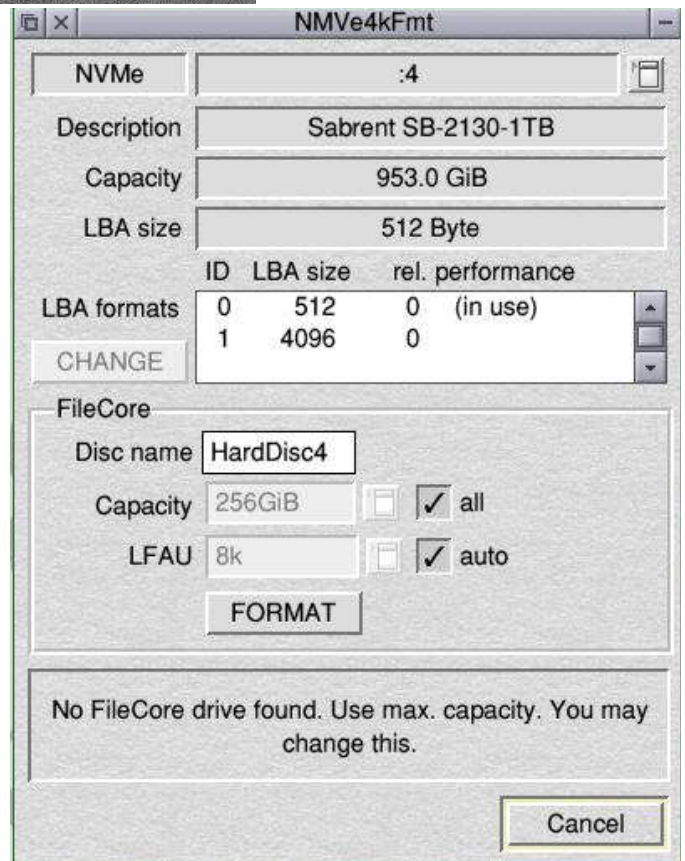 NMVe4kFmt
NVMe :4
Description Sabrent SB-2130-1TB
Capacity 953.0 GiB
LBA size 512 Byte
ID LBA size rel. performance
LBA formats 0 512 0 (in use)
1 4096 0
CHANGE
FileCore
Disc name HardDisc4
Capacity 256GiB ✓ all
LFAU 8k ✓ auto
FORMAT
No FileCore drive found. Use max. capacity. You may
change this.
Cancel